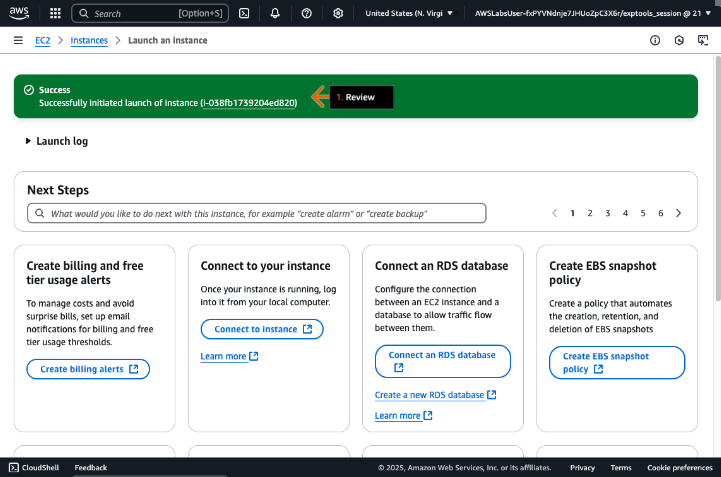 aws
Search [Option+S] United States (N. Virgi AWSLabsUser-fxPYVNdnje7JHUoZpC3X6r/exptools_session @ 21
EC2 Instances Launch an instance
Success
Successfully initiated launch of instance (i-038fb1739204ed820)
1. Review
Launch log
Next Steps
What would you like to do next with this instance, for example "create alarm" or "create backup"
1 2 3 4 5 6
Create billing and free
tier usage alerts
To manage costs and avoid
surprise bills, set up email
notifications for billing and free
tier usage thresholds.
Create billing alerts
Connect to your instance
Once your instance is running, log
into it from your local computer.
Connect to instance
Learn more
Connect an RDS database
Configure the connection
between an EC2 instance and a
database to allow traffic flow
between them.
Connect an RDS database
Create a new RDS database
Learn more
Create EBS snapshot
policy
Create a policy that automates
the creation, retention, and
deletion of EBS snapshots
Create EBS snapshot
policy
CloudShell Feedback © 2025, Amazon Web Services, Inc. or its affiliates. Privacy Terms Cookie preferences